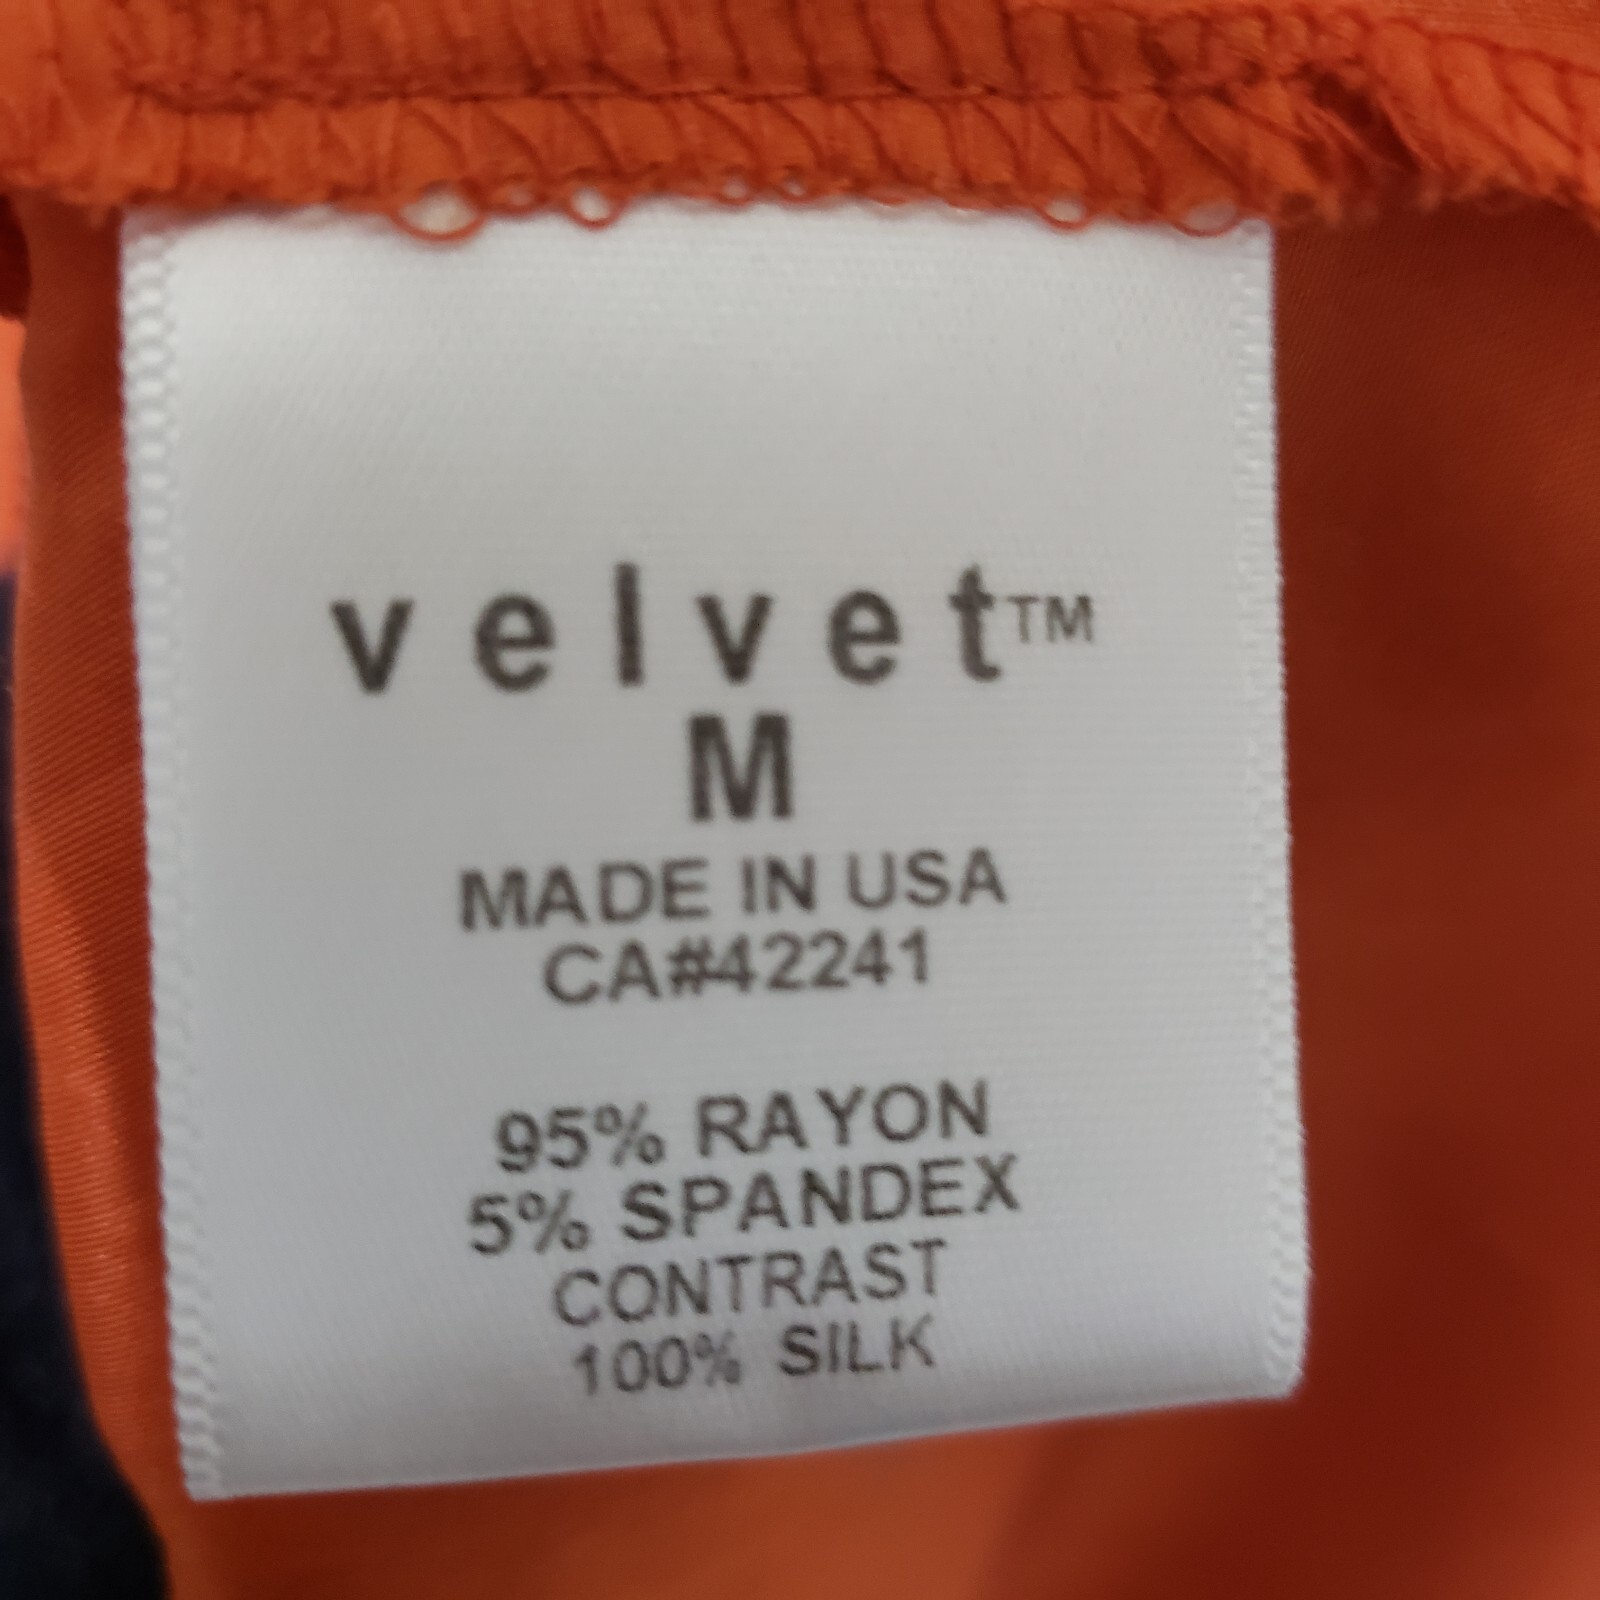 velvet™
M
MADE IN USA
CA#42241
95% RAYON
5% SPANDEX
CONTRAST
100% SILK